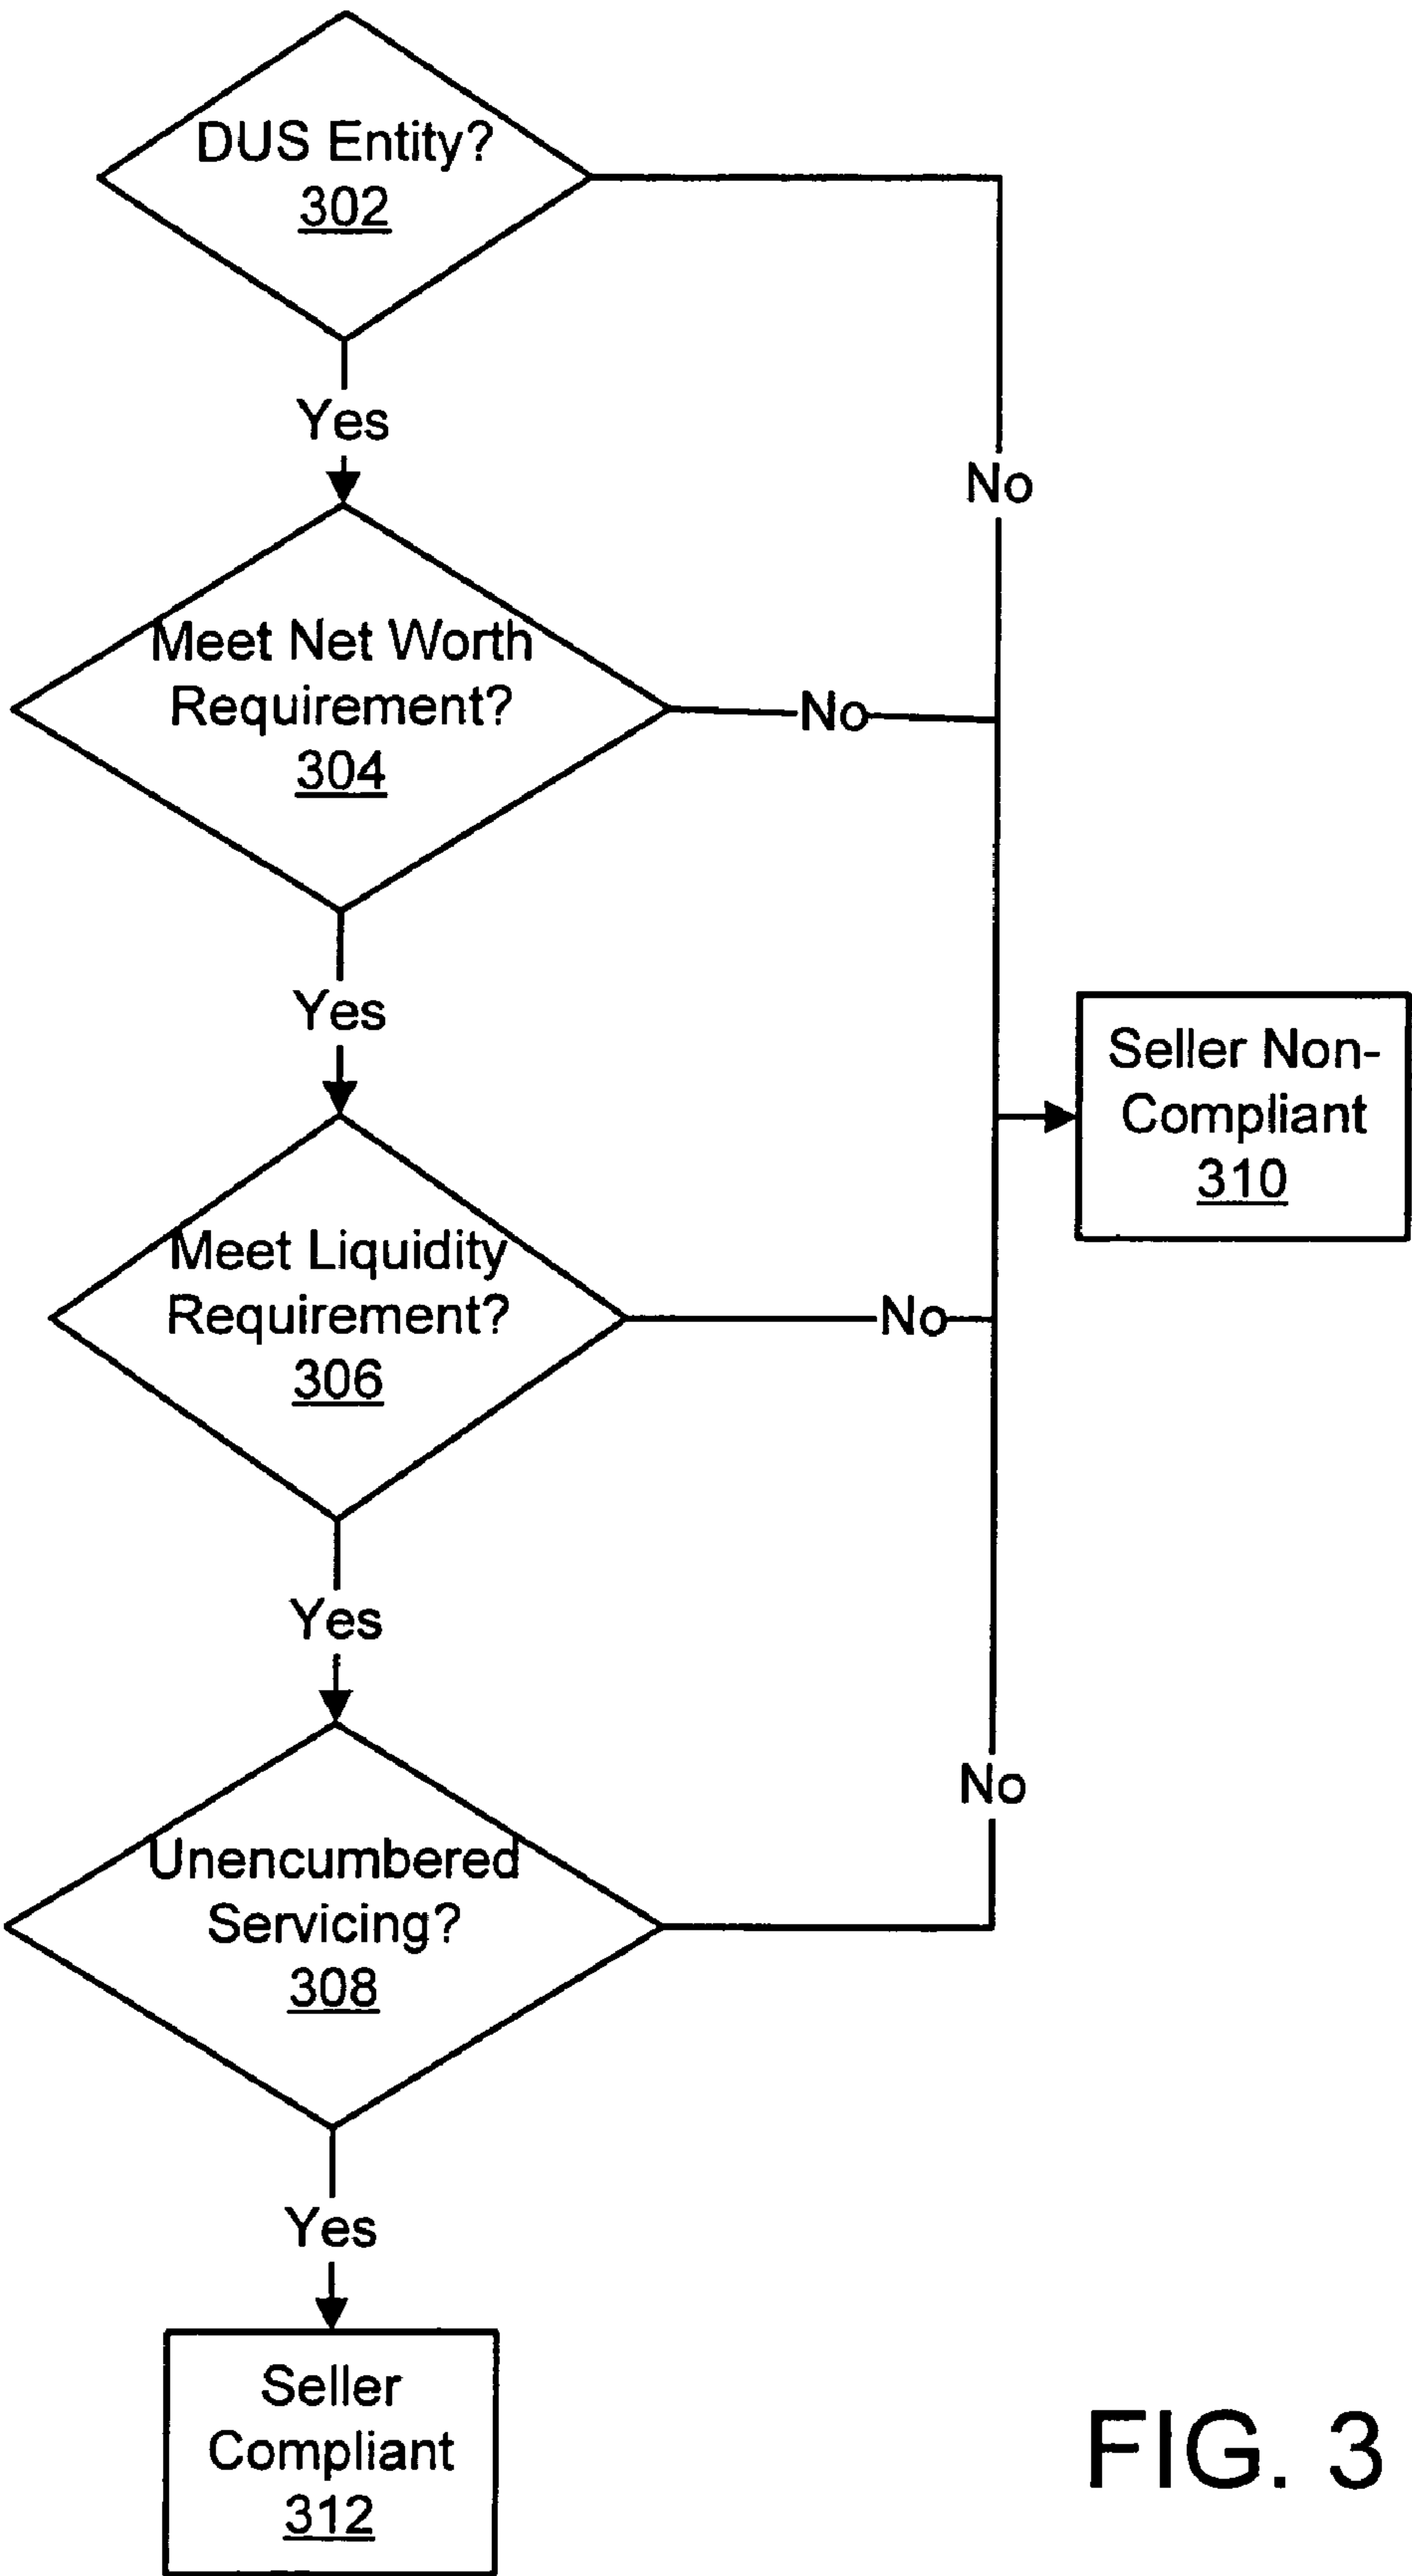 DUS Entity?
302
Yes
No
Meet Net Worth
Requirement?
304
No
Yes
Seller Non-
Compliant
310
Meet Liquidity
Requirement?
306
No
Yes
No
Unencumbered
Servicing?
308
Yes
Seller
Compliant
312
FIG. 3